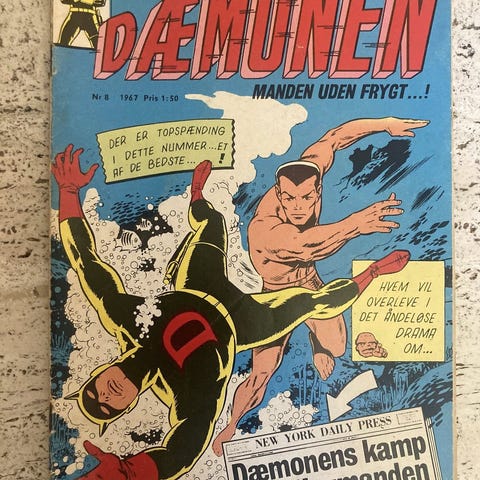 DÆMONEN
MANDEN UDEN FRYGT...!
Nr 8 1967 Pris 1:50
DER ER TOPSPÆNDING
I DETTE NUMMER...ET
AF DE BEDSTE... !
HVEM VIL
OVERLEVE I
DET ÅNDELØSE
DRAMA
OM...
D
NEW YORK DAILY PRESS
Dæmonens kamp